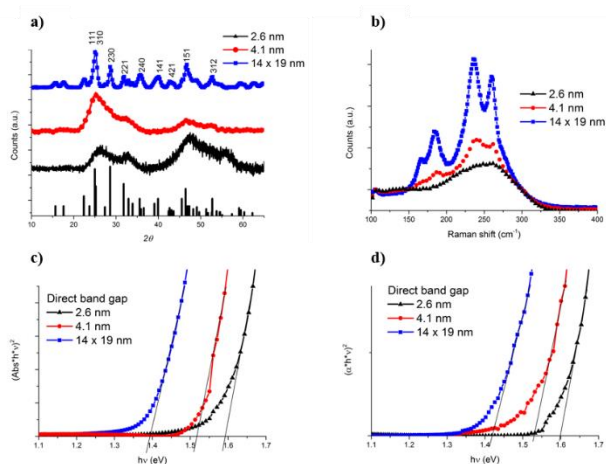 a)
111
310
230
221
240
141
421
151
312
2.6 nm
4.1 nm
14 x 19 nm
Counts (a.u.)
10 20 30 40 50 60
2θ
b)
2.6 nm
4.1 nm
14 x 19 nm
Counts (a.u.)
100 150 200 250 300 350 400
Raman shift (cm⁻¹)
c)
Direct band gap
2.6 nm
4.1 nm
14 x 19 nm
(Abs*h*v)²
1.1 1.2 1.3 1.4 1.5 1.6 1.7
hv (eV)
d)
Direct band gap
2.6 nm
4.1 nm
14 x 19 nm
(α*h*v)²
1.1 1.2 1.3 1.4 1.5 1.6 1.7
hv (eV)